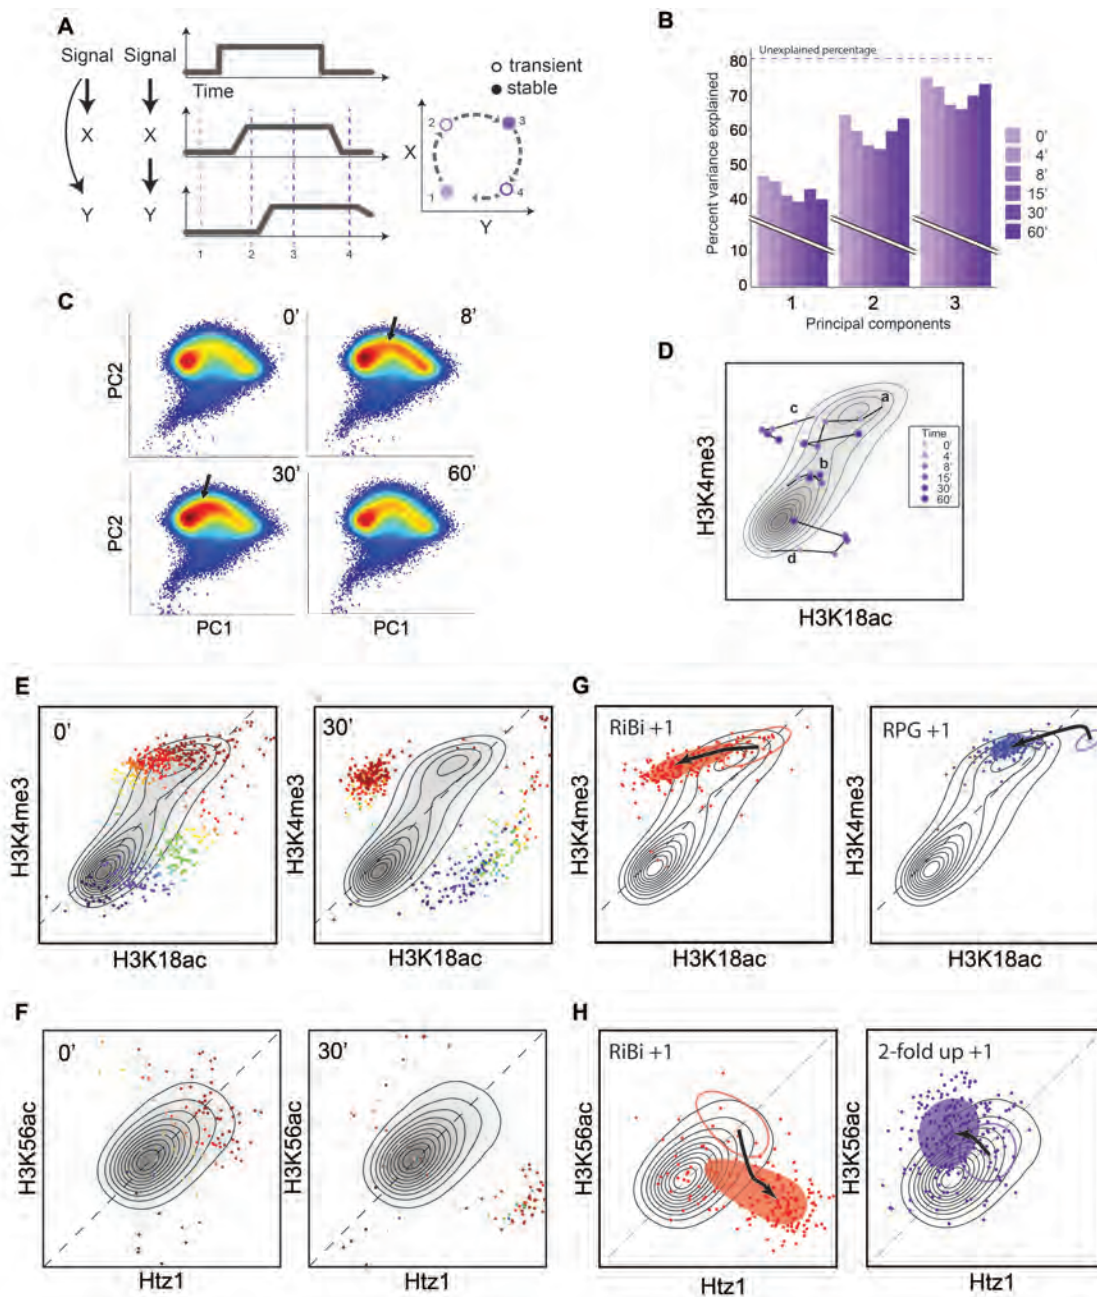 A
Signal Signal
X X
Y Y
Time
1 2 3 4
transient
stable
X
2 3
1 4
Y
B
Unexplained percentage
Percent variance explained
80
70
60
50
40
10
0
1 2 3
Principal components
0'
4'
8'
15'
30'
60'
C
0' 8'
PC2
30' 60'
PC2
PC1 PC1
D
H3K4me3
a
c
b
d
Time
0'
4'
8'
15'
30'
60'
H3K18ac
E
0' 30'
H3K4me3 H3K4me3
H3K18ac H3K18ac
G
RiBi +1 RPG +1
H3K4me3 H3K4me3
H3K18ac H3K18ac
F
0' 30'
H3K56ac H3K56ac
Htz1 Htz1
H
RiBi +1 2-fold up +1
H3K56ac H3K56ac
Htz1 Htz1